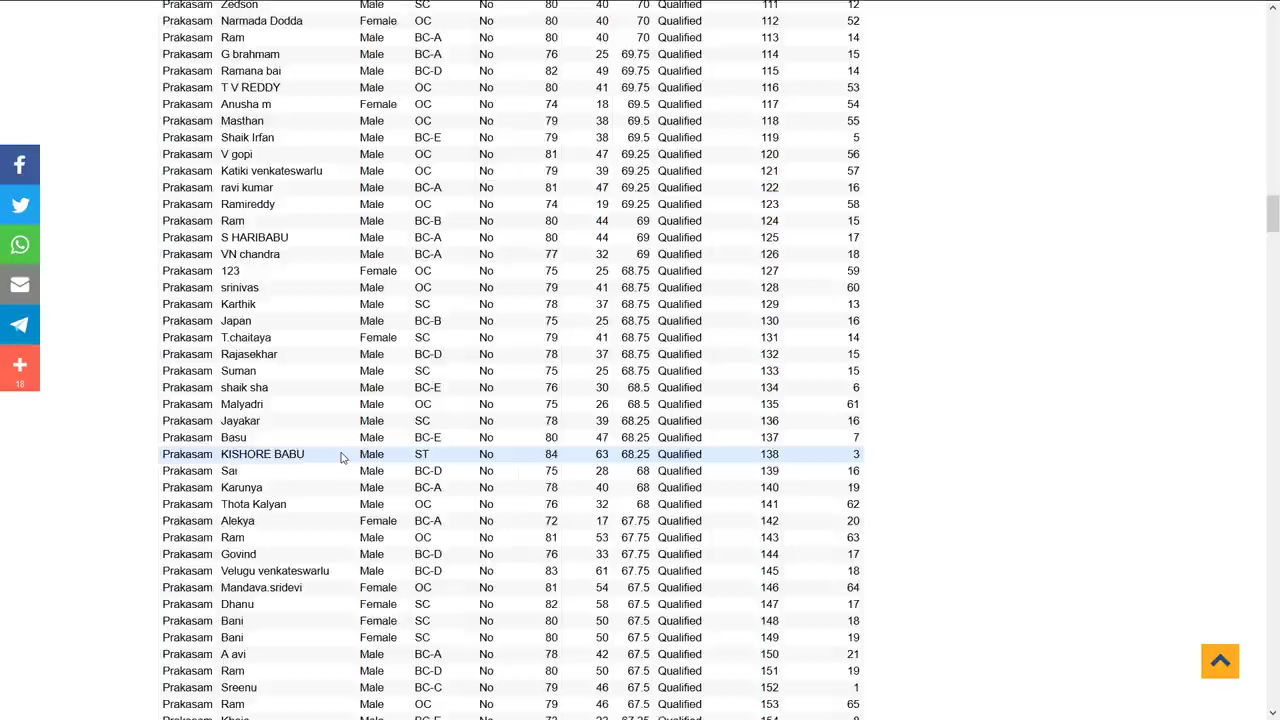 Prakasam Zedson Male SC No 80 40 70 Qualified 111 12
Prakasam Narmada Dodda Female OC No 80 40 70 Qualified 112 52
Prakasam Ram Male BC-A No 80 40 70 Qualified 113 14
Prakasam G brahmam Male BC-A No 76 25 69.75 Qualified 114 15
Prakasam Ramana bai Male BC-D No 82 49 69.75 Qualified 115 14
Prakasam T V REDDY Male OC No 80 41 69.75 Qualified 116 53
Prakasam Anusha m Female OC No 74 18 69.5 Qualified 117 54
Prakasam Masthan Male OC No 79 38 69.5 Qualified 118 55
Prakasam Shaik Irfan Male BC-E No 79 38 69.5 Qualified 119 5
Prakasam V gopi Male OC No 81 47 69.25 Qualified 120 56
Prakasam Katiki venkateswarlu Male OC No 79 39 69.25 Qualified 121 57
Prakasam ravi kumar Male BC-A No 81 47 69.25 Qualified 122 16
Prakasam Ramireddy Male OC No 74 19 69.25 Qualified 123 58
Prakasam Ram Male BC-B No 80 44 69 Qualified 124 15
Prakasam S HARIBABU Male BC-A No 80 44 69 Qualified 125 17
Prakasam VN chandra Male BC-A No 77 32 69 Qualified 126 18
Prakasam 123 Female OC No 75 25 68.75 Qualified 127 59
Prakasam srinivas Male OC No 79 41 68.75 Qualified 128 60
Prakasam Karthik Male SC No 78 37 68.75 Qualified 129 13
Prakasam Japan Male BC-B No 75 25 68.75 Qualified 130 16
Prakasam T.chaitaya Female SC No 79 41 68.75 Qualified 131 14
Prakasam Rajasekhar Male BC-D No 78 37 68.75 Qualified 132 15
Prakasam Suman Male SC No 75 25 68.75 Qualified 133 15
Prakasam shaik sha Male BC-E No 76 30 68.5 Qualified 134 6
Prakasam Malyadri Male OC No 75 26 68.5 Qualified 135 61
18
Prakasam Jayakar Male SC No 78 39 68.25 Qualified 136 16
Prakasam Basu Male BC-E No 80 47 68.25 Qualified 137 7
Prakasam KISHORE BABU Male ST No 84 63 68.25 Qualified 138 3
Prakasam Sai Male BC-D No 75 28 68 Qualified 139 16
Prakasam Karunya Male BC-A No 78 40 68 Qualified 140 19
Prakasam Thota Kalyan Male OC No 76 32 68 Qualified 141 62
Prakasam Alekya Female BC-A No 72 17 67.75 Qualified 142 20
Prakasam Ram Male OC No 81 53 67.75 Qualified 143 63
Prakasam Govind Male BC-D No 76 33 67.75 Qualified 144 17
Prakasam Velugu venkateswarlu Male BC-D No 83 61 67.75 Qualified 145 18
Prakasam Mandava.sridevi Female OC No 81 54 67.5 Qualified 146 64
Prakasam Dhanu Female SC No 82 58 67.5 Qualified 147 17
Prakasam Bani Female SC No 80 50 67.5 Qualified 148 18
Prakasam Bani Female SC No 80 50 67.5 Qualified 149 19
Prakasam A avi Male BC-A No 78 42 67.5 Qualified 150 21
Prakasam Ram Male BC-D No 80 50 67.5 Qualified 151 19
Prakasam Sreenu Male BC-C No 79 46 67.5 Qualified 152 1
Prakasam Ram Male OC No 79 46 67.5 Qualified 153 65